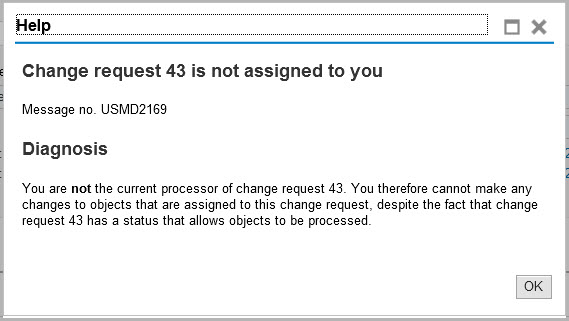 Help
Change request 43 is not assigned to you
Message no. USMD2169
Diagnosis
You are not the current processor of change request 43. You therefore cannot make any
changes to objects that are assigned to this change request, despite the fact that change
request 43 has a status that allows objects to be processed.
OK